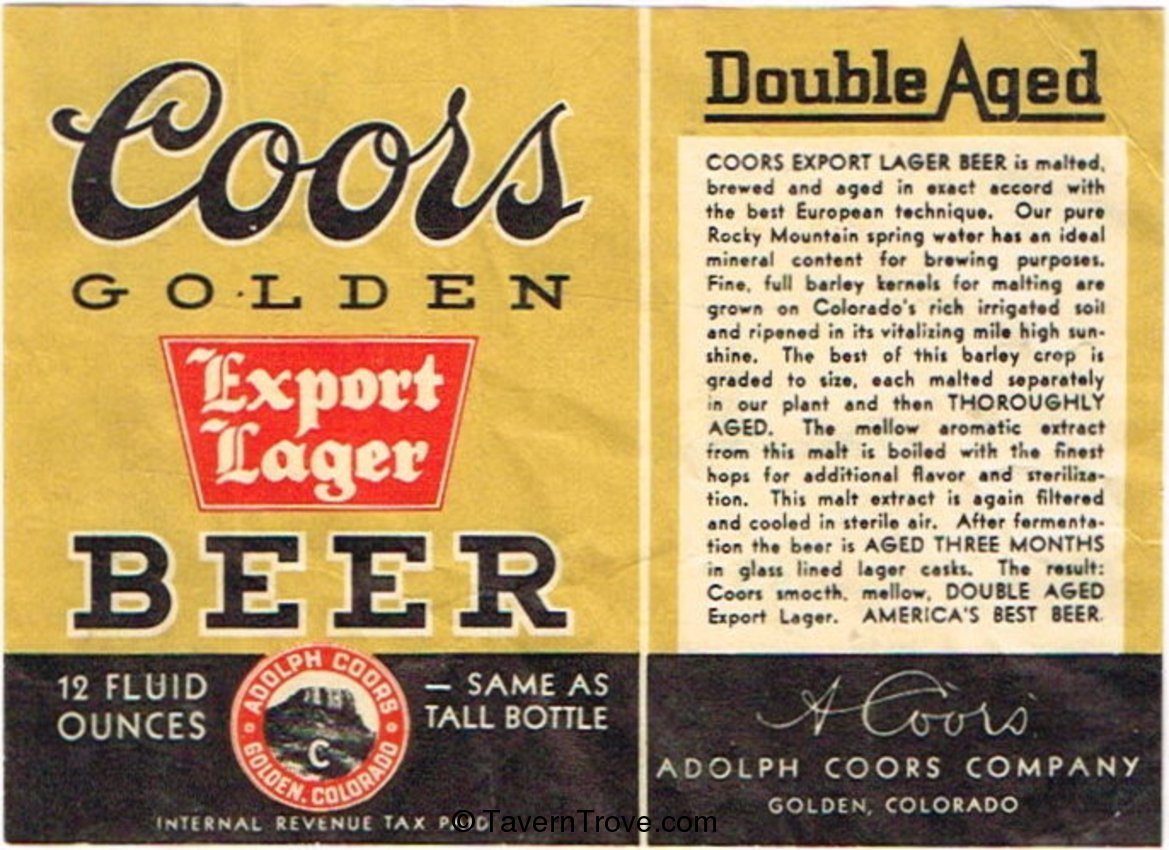 Coors
GOLDEN
Export
Lager
BEER
12 FLUID
OUNCES
ADOLPH COORS
C
GOLDEN, COLORADO
— SAME AS
TALL BOTTLE
INTERNAL REVENUE TAX PAID
Double Aged
COORS EXPORT LAGER BEER is malted,
brewed and aged in exact accord with
the best European technique. Our pure
Rocky Mountain spring water has an ideal
mineral content for brewing purposes.
Fine, full barley kernels for malting are
grown on Colorado's rich irrigated soil
and ripened in its vitalizing mile high sun-
shine. The best of this barley crop is
graded to size, each malted separately
in our plant and then THOROUGHLY
AGED. The mellow aromatic extract
from this malt is boiled with the finest
hops for additional flavor and steriliza-
tion. This malt extract is again filtered
and cooled in sterile air. After fermenta-
tion the beer is AGED THREE MONTHS
in glass lined lager casks. The result:
Coors smooth, mellow, DOUBLE AGED
Export Lager. AMERICA'S BEST BEER.
A Coors
ADOLPH COORS COMPANY
GOLDEN, COLORADO
©TavernTrove.com